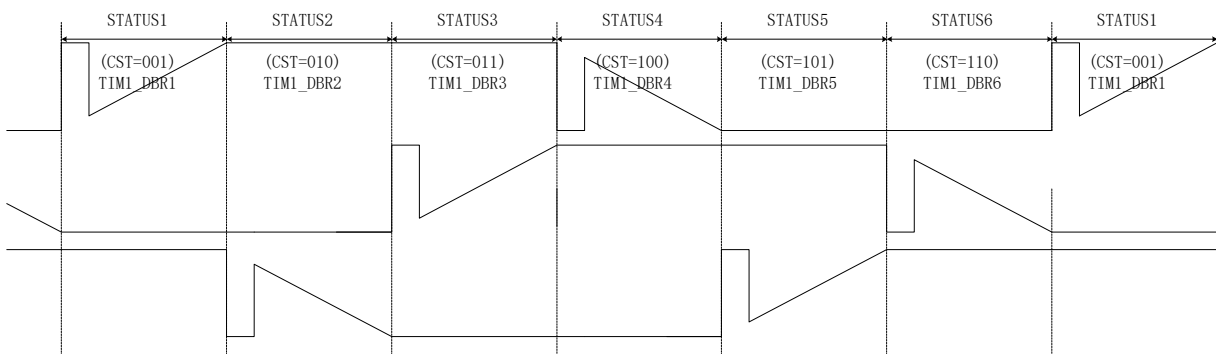 STATUS1 STATUS2 STATUS3 STATUS4 STATUS5 STATUS6 STATUS1
(CST=001) (CST=010) (CST=011) (CST=100) (CST=101) (CST=110) (CST=001)
TIM1_DBR1 TIM1_DBR2 TIM1_DBR3 TIM1_DBR4 TIM1_DBR5 TIM1_DBR6 TIM1_DBR1